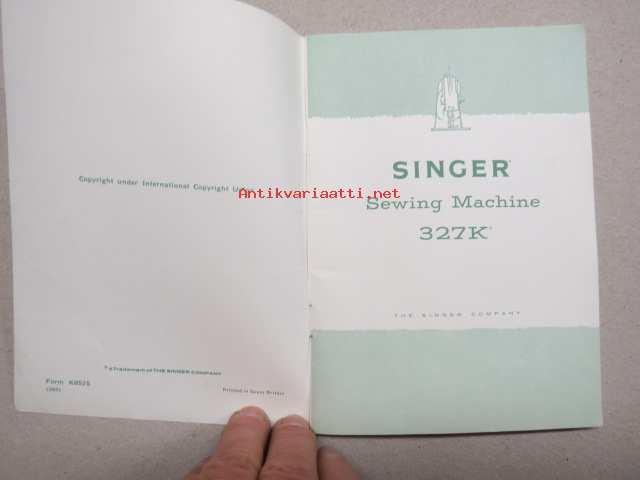 Copyright under International Copyright
Antikvariaatti.net
* a Trademark of THE SINGER COMPANY
Form K8525
Printed in Great Britain
SINGER*
Sewing Machine
327K*
THE SINGER COMPANY